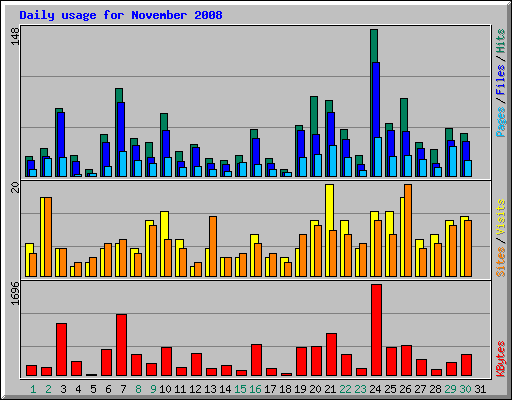 Daily usage for November 2008
148
Pages / Files / Hits
20
Sites / Visits
1696
KBytes
1 2 3 4 5 6 7 8 9 10 11 12 13 14 15 16 17 18 19 20 21 22 23 24 25 26 27 28 29 30 31